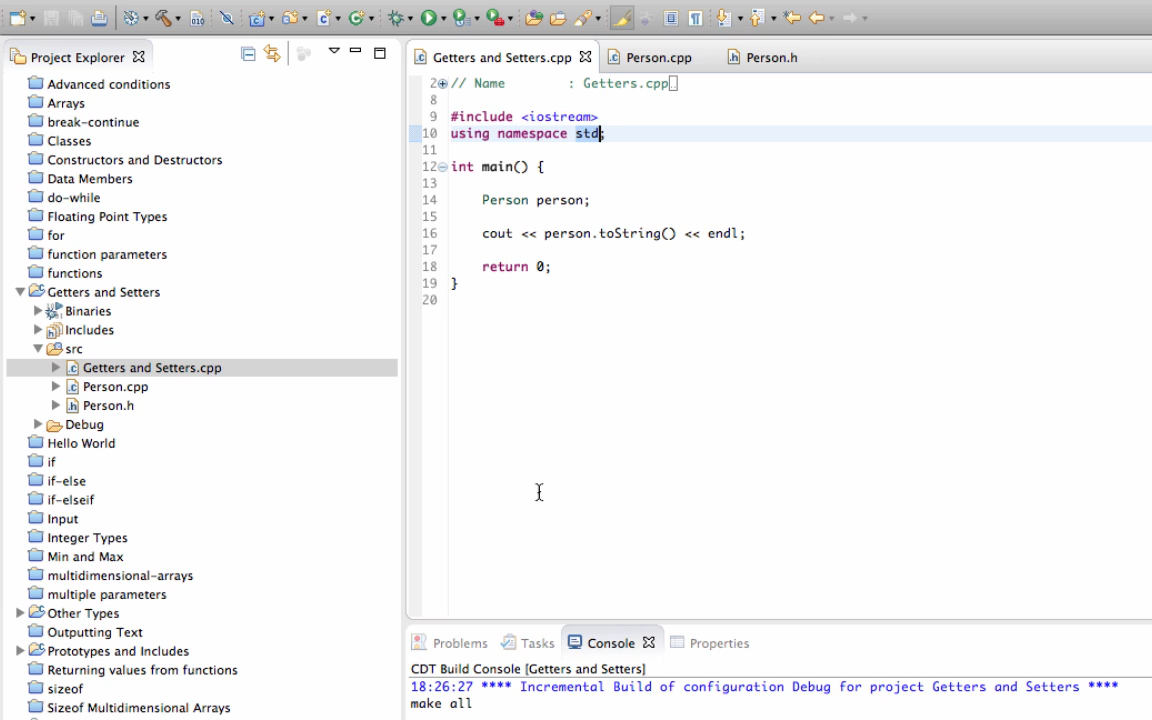 Project Explorer
Advanced conditions
Arrays
break-continue
Classes
Constructors and Destructors
Data Members
do-while
Floating Point Types
for
function parameters
functions
Getters and Setters
Binaries
Includes
src
Getters and Setters.cpp
Person.cpp
Person.h
Debug
Hello World
if
if-else
if-elseif
Input
Integer Types
Min and Max
multidimensional-arrays
multiple parameters
Other Types
Outputting Text
Prototypes and Includes
Returning values from functions
sizeof
Sizeof Multidimensional Arrays
Getters and Setters.cpp Person.cpp Person.h
2 // Name : Getters.cpp
8
9 #include <iostream>
10 using namespace std;
11
12 int main() {
13
14 Person person;
15
16 cout << person.toString() << endl;
17
18 return 0;
19 }
20
Problems Tasks Console Properties
CDT Build Console [Getters and Setters]
18:26:27 **** Incremental Build of configuration Debug for project Getters and Setters ****
make all